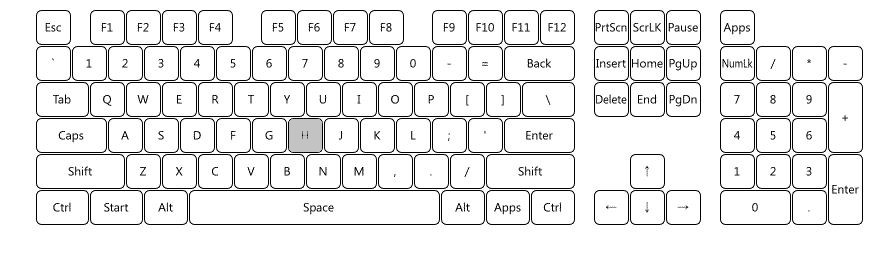 Esc F1 F2 F3 F4 F5 F6 F7 F8 F9 F10 F11 F12 PrtScn ScrLK Pause Apps
` 1 2 3 4 5 6 7 8 9 0 - = Back Insert Home PgUp NumLk / * -
Tab Q W E R T Y U I O P [ ] \ Delete End PgDn 7 8 9 +
Caps A S D F G H J K L ; ' Enter 4 5 6
Shift Z X C V B N M , . / Shift ↑ 1 2 3 Enter
Ctrl Start Alt Space Alt Apps Ctrl ← ↓ → 0 .